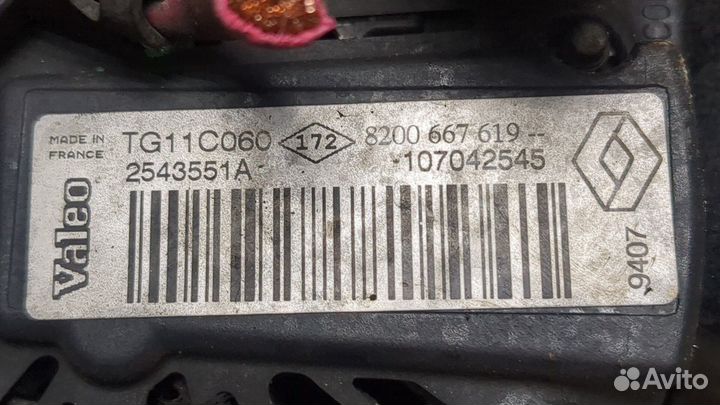 MADE IN
FRANCE
TG11C060 172 8200 667 619 --
2543551A - -107042545
Valeo
9407
Avito